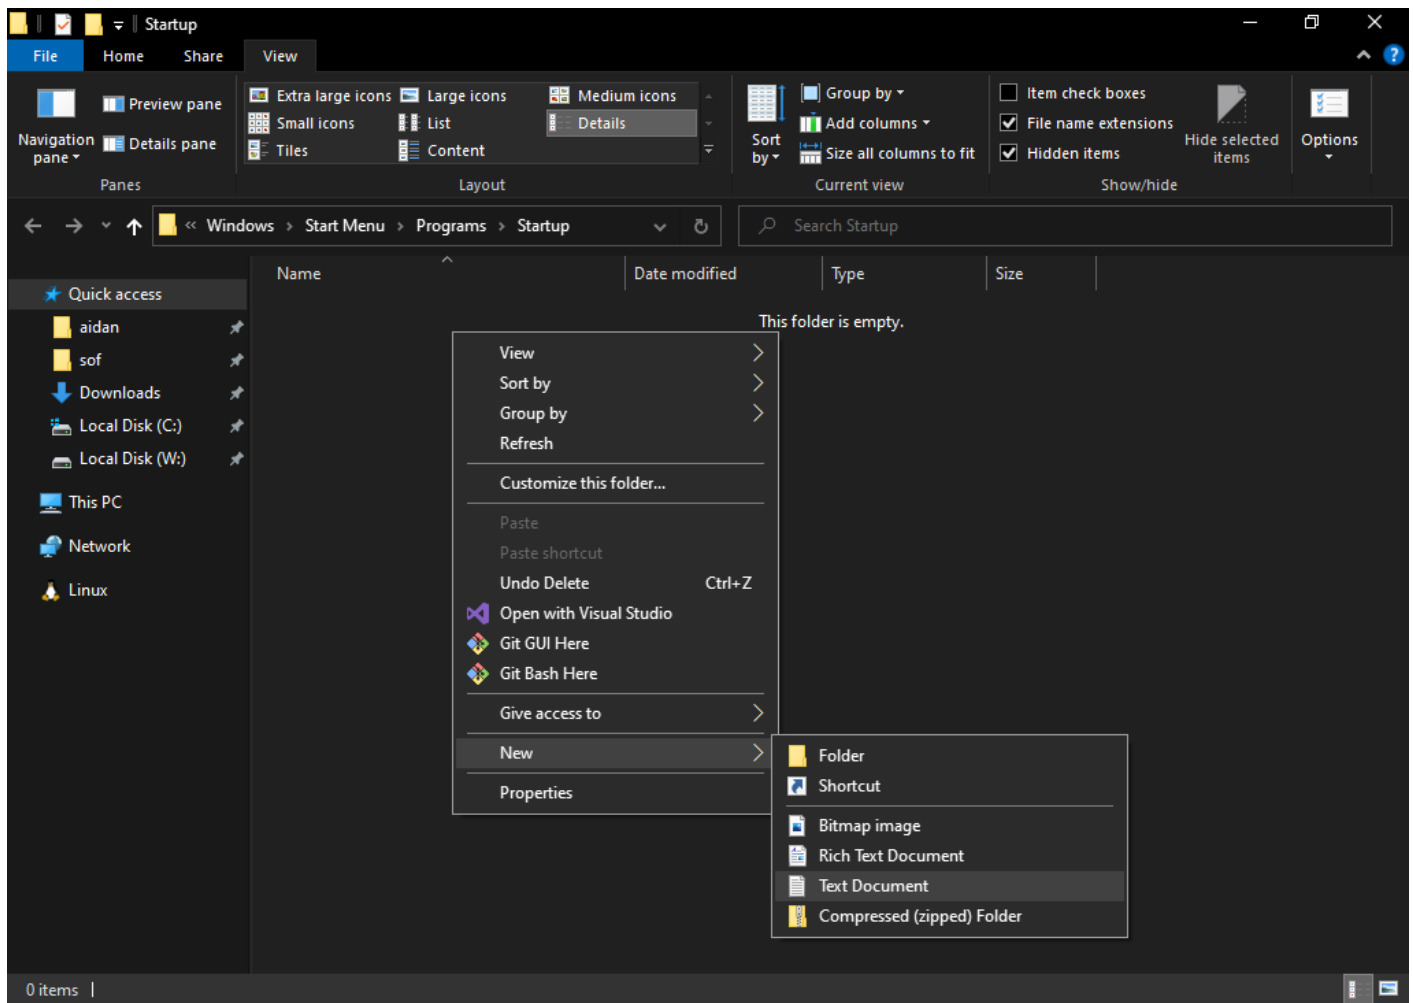 Startup
File Home Share View
Navigation pane
Preview pane
Details pane
Panes
Extra large icons Large icons Medium icons
Small icons List Details
Tiles Content
Layout
Sort by
Group by
Add columns
Size all columns to fit
Current view
Item check boxes
File name extensions
Hidden items
Hide selected items
Show/hide
Options
« Windows > Start Menu > Programs > Startup
Search Startup
Name Date modified Type Size
This folder is empty.
Quick access
aidan
sof
Downloads
Local Disk (C:)
Local Disk (W:)
This PC
Network
Linux
View
Sort by
Group by
Refresh
Customize this folder...
Paste
Paste shortcut
Undo Delete Ctrl+Z
Open with Visual Studio
Git GUI Here
Git Bash Here
Give access to
New
Properties
Folder
Shortcut
Bitmap image
Rich Text Document
Text Document
Compressed (zipped) Folder
0 items